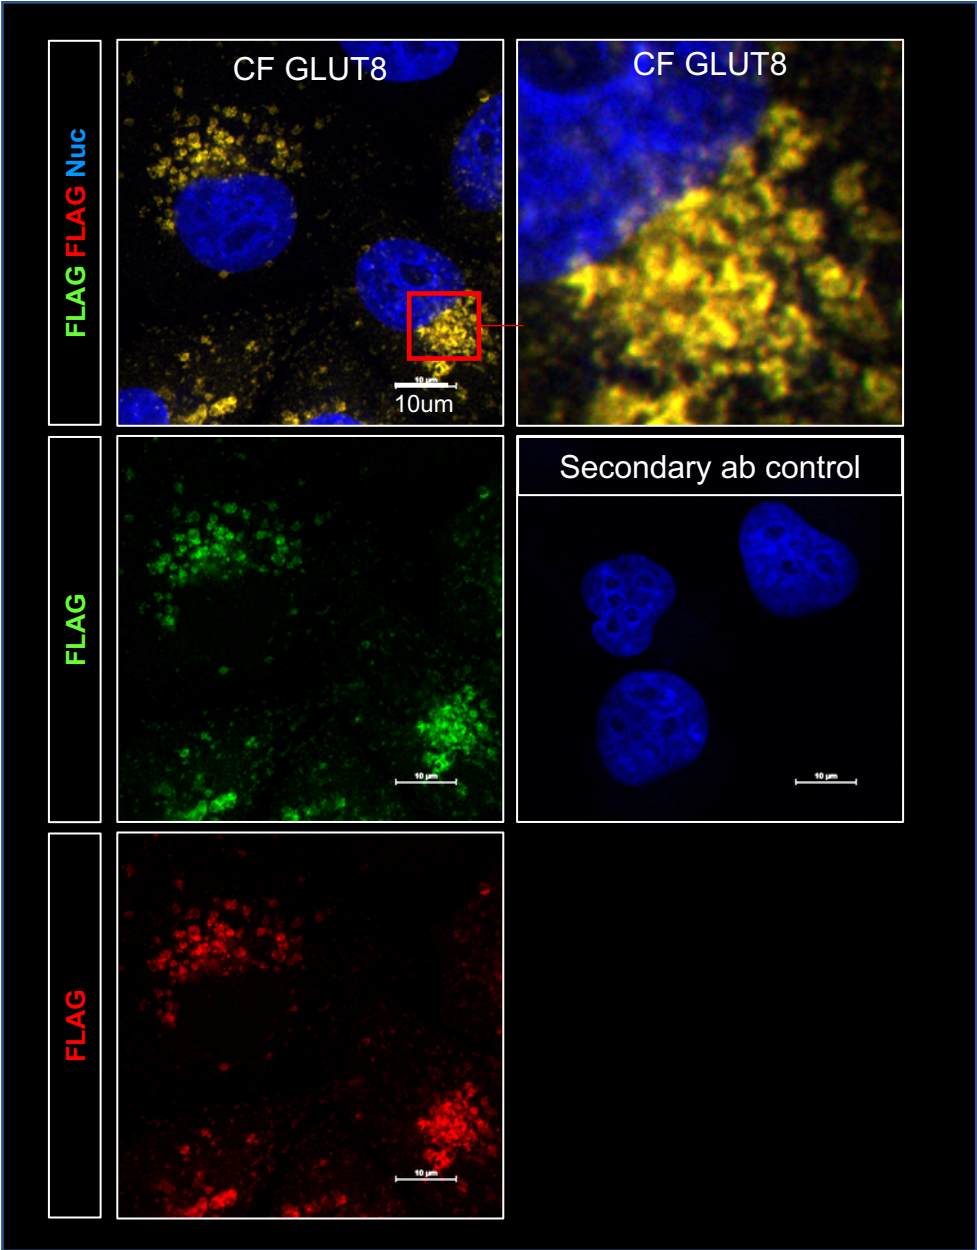 FLAG FLAG Nuc
CF GLUT8
10 µm
10um
CF GLUT8
FLAG
10 µm
Secondary ab control
10 µm
FLAG
10 µm